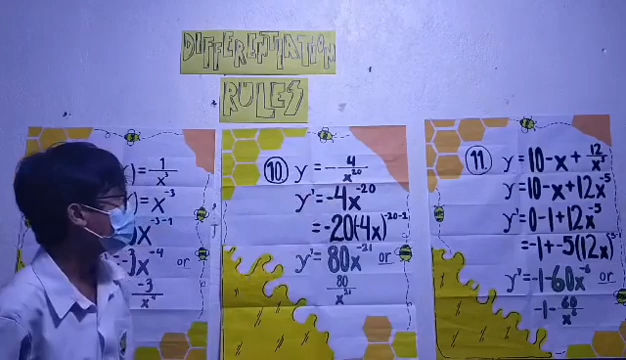 DIFFERENTIATION
RULES
) = 1/x³
) = x⁻³
x⁻³⁻¹
-3x⁻⁴ or
-3/x⁴
10 y = - 4/x²⁰
y' = -4x⁻²⁰
= -20(-4x)⁻²⁰⁻¹
y' = 80x⁻²¹ or
80/x²¹
11 y = 10 - x + 12/x⁵
y = 10 - x + 12x⁻⁵
y' = 0 - 1 + 12x⁻⁵
= -1 + -5(12x)
y' = -1 - 60x⁻⁶ or
-1 - 60/x⁶